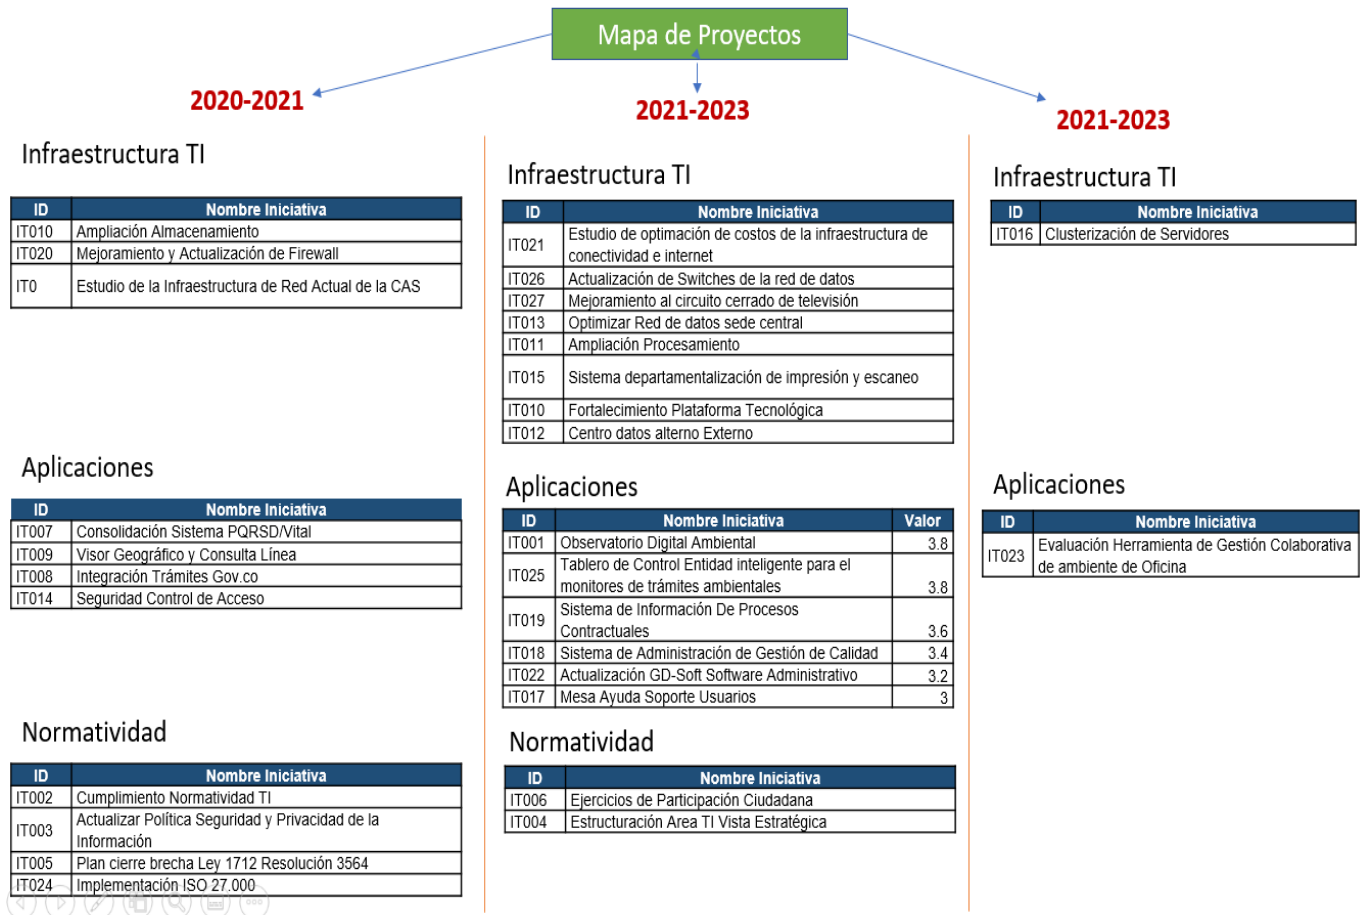 Mapa de Proyectos
2020-2021
Infraestructura TI
ID Nombre Iniciativa
IT010 Ampliación Almacenamiento
IT020 Mejoramiento y Actualización de Firewall
IT0 Estudio de la Infraestructura de Red Actual de la CAS
Aplicaciones
ID Nombre Iniciativa
IT007 Consolidación Sistema PQRSD/Vital
IT009 Visor Geográfico y Consulta Línea
IT008 Integración Trámites Gov.co
IT014 Seguridad Control de Acceso
Normatividad
ID Nombre Iniciativa
IT002 Cumplimiento Normatividad TI
IT003 Actualizar Política Seguridad y Privacidad de la
Información
IT005 Plan cierre brecha Ley 1712 Resolución 3564
IT024 Implementación ISO 27.000
2021-2023
Infraestructura TI
ID Nombre Iniciativa
IT021 Estudio de optimación de costos de la infraestructura de
conectividad e internet
IT026 Actualización de Switches de la red de datos
IT027 Mejoramiento al circuito cerrado de televisión
IT013 Optimizar Red de datos sede central
IT011 Ampliación Procesamiento
IT015 Sistema departamentalización de impresión y escaneo
IT010 Fortalecimiento Plataforma Tecnológica
IT012 Centro datos alterno Externo
Aplicaciones
ID Nombre Iniciativa Valor
IT001 Observatorio Digital Ambiental 3.8
IT025 Tablero de Control Entidad inteligente para el
monitores de trámites ambientales 3.8
IT019 Sistema de Información De Procesos
Contractuales 3.6
IT018 Sistema de Administración de Gestión de Calidad 3.4
IT022 Actualización GD-Soft Software Administrativo 3.2
IT017 Mesa Ayuda Soporte Usuarios 3
Normatividad
ID Nombre Iniciativa
IT006 Ejercicios de Participación Ciudadana
IT004 Estructuración Area TI Vista Estratégica
2021-2023
Infraestructura TI
ID Nombre Iniciativa
IT016 Clusterización de Servidores
Aplicaciones
ID Nombre Iniciativa
IT023 Evaluación Herramienta de Gestión Colaborativa
de ambiente de Oficina